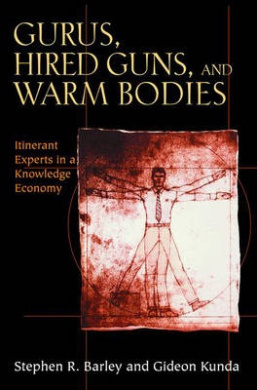 GURUS,
HIRED GUNS, AND
WARM BODIES
Itinerant
Experts in a
Knowledge
Economy
Stephen R. Barley and Gideon Kunda